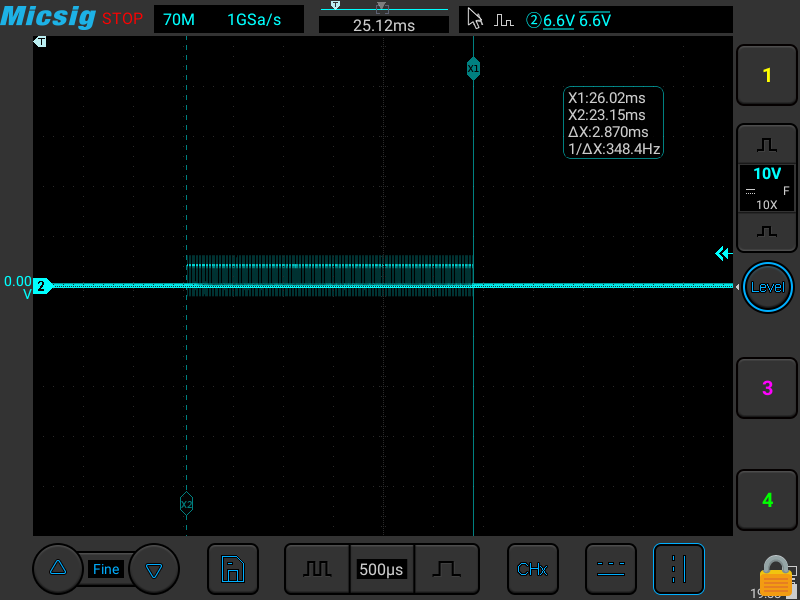 Micsig STOP 70M 1GSa/s T 25.12ms 2 6.6V 6.6V
T
X1
1
X1:26.02ms
X2:23.15ms
ΔX:2.870ms
1/ΔX:348.4Hz
10V
F
10X
0.00
V
2
Level
3
X2
4
Fine 500µs CHx